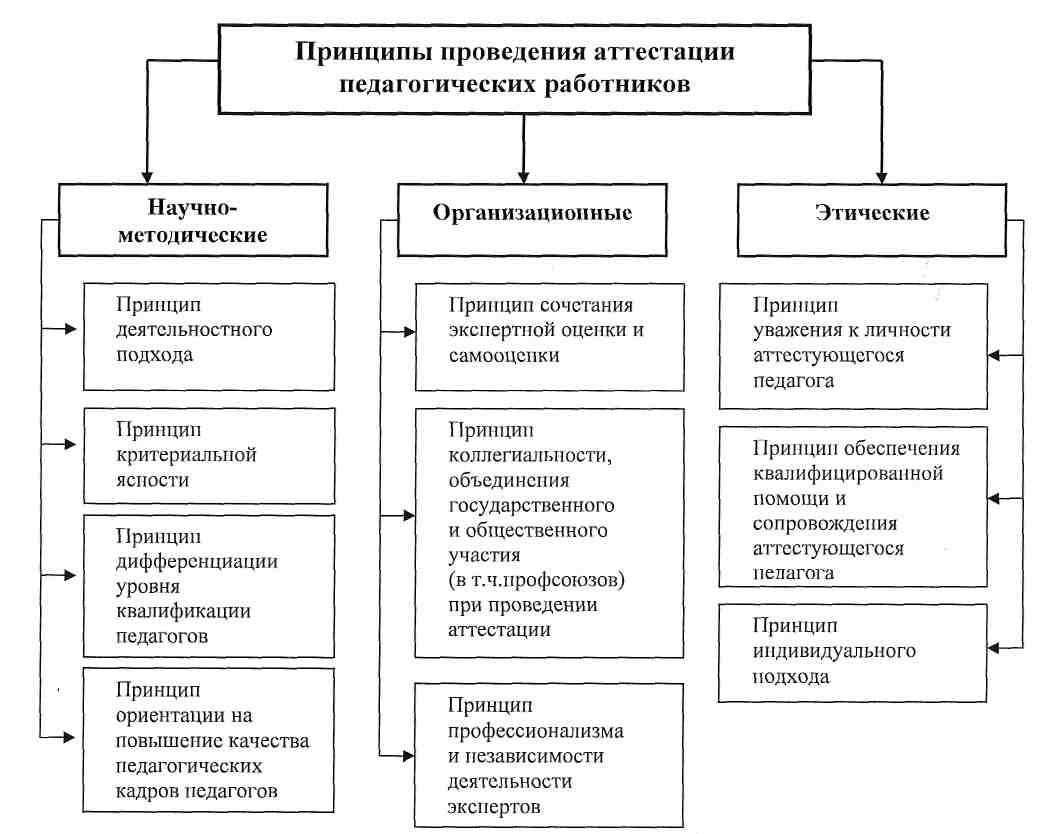 Принципы проведения аттестации
педагогических работников
Научно-
методические
Принцип
деятельностного
подхода
Принцип
критериальной
ясности
Принцип
дифференциации
уровня
квалификации
педагогов
Принцип
ориентации на
повышение качества
педагогических
кадров педагогов
Организационные
Принцип сочетания
экспертной оценки и
самооценки
Принцип
коллегиальности,
объединения
государственного
и общественного
участия
(в т.ч.профсоюзов)
при проведении
аттестации
Принцип
профессионализма
и независимости
деятельности
экспертов
Этические
Принцип
уважения к личности
аттестующегося
педагога
Принцип обеспечения
квалифицированной
помощи и
сопровождения
аттестующегося
педагога
Принцип
индивидуального
подхода